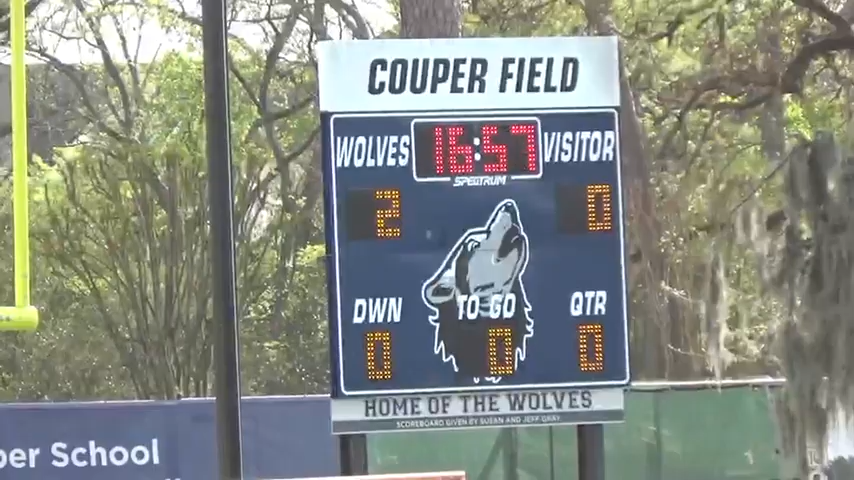 COUPER FIELD
WOLVES 16:57 VISITOR
SPECTRUM
2 0
DWN TO GO QTR
0 0 0
HOME OF THE WOLVES
SCOREBOARD GIVEN BY SUSAN AND JEFF GRAY
School